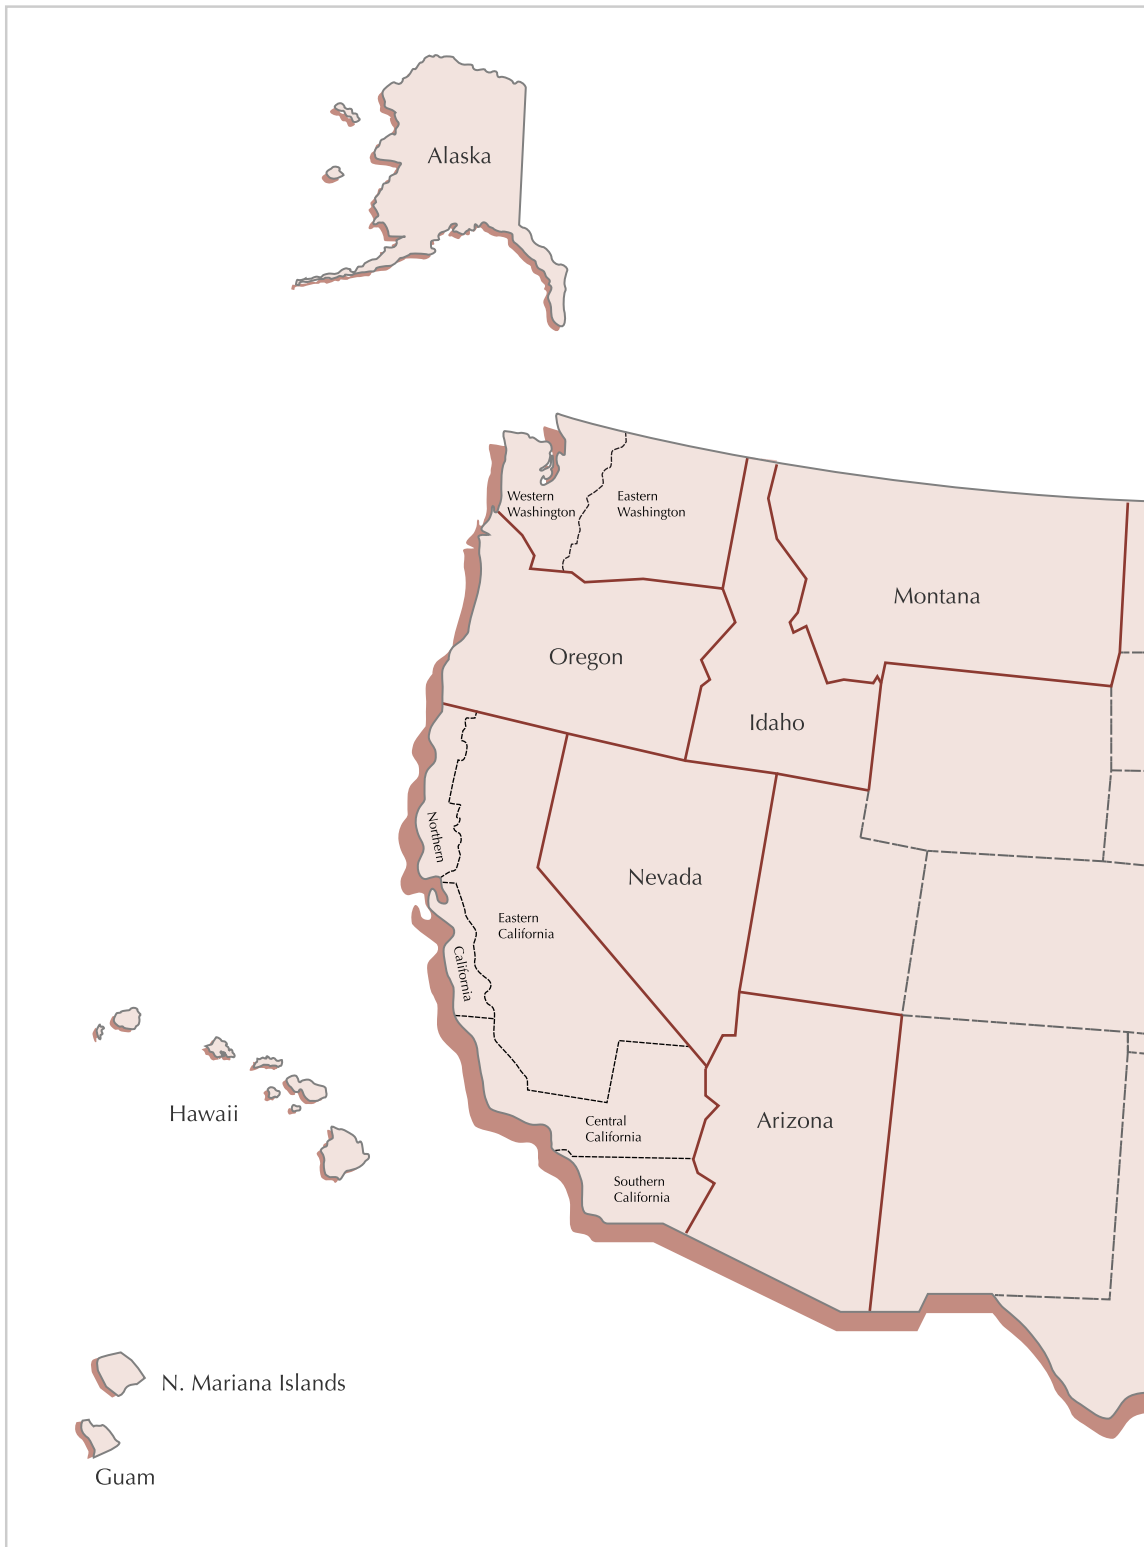 Alaska
Western
Washington
Eastern
Washington
Montana
Oregon
Idaho
Northern
California
Nevada
Eastern
California
Hawaii
Central
California
Arizona
Southern
California
N. Mariana Islands
Guam